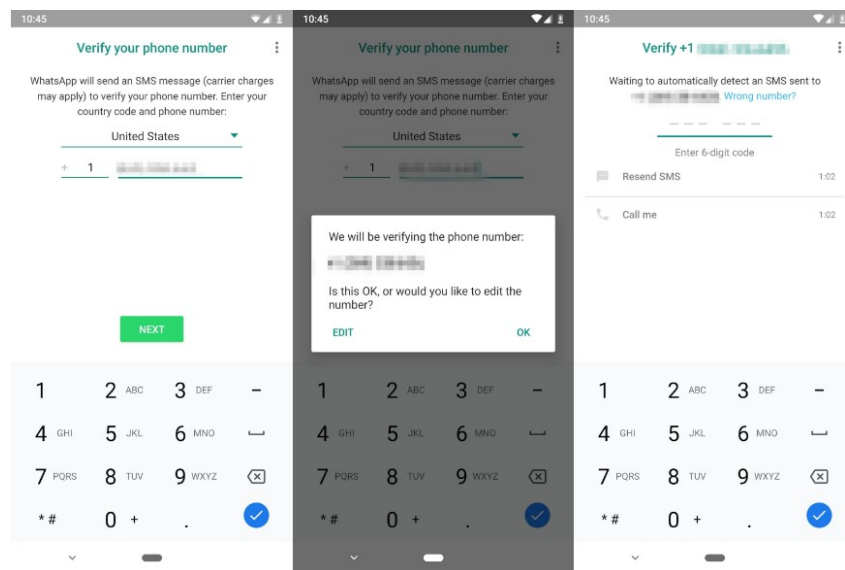 10:45
Verify your phone number
WhatsApp will send an SMS message (carrier charges
may apply) to verify your phone number. Enter your
country code and phone number:
United States
+ 1
NEXT
1 2 ABC 3 DEF –
4 GHI 5 JKL 6 MNO
7 PQRS 8 TUV 9 WXYZ
* # 0 + .
10:45
Verify your phone number
WhatsApp will send an SMS message (carrier charges
may apply) to verify your phone number. Enter your
country code and phone number:
United States
+ 1
We will be verifying the phone number:
Is this OK, or would you like to edit the
number?
EDIT OK
1 2 ABC 3 DEF –
4 GHI 5 JKL 6 MNO
7 PQRS 8 TUV 9 WXYZ
* # 0 + .
10:45
Verify +1
Waiting to automatically detect an SMS sent to
Wrong number?
Enter 6-digit code
Resend SMS 1:02
Call me 1:02
1 2 ABC 3 DEF –
4 GHI 5 JKL 6 MNO
7 PQRS 8 TUV 9 WXYZ
* # 0 + .